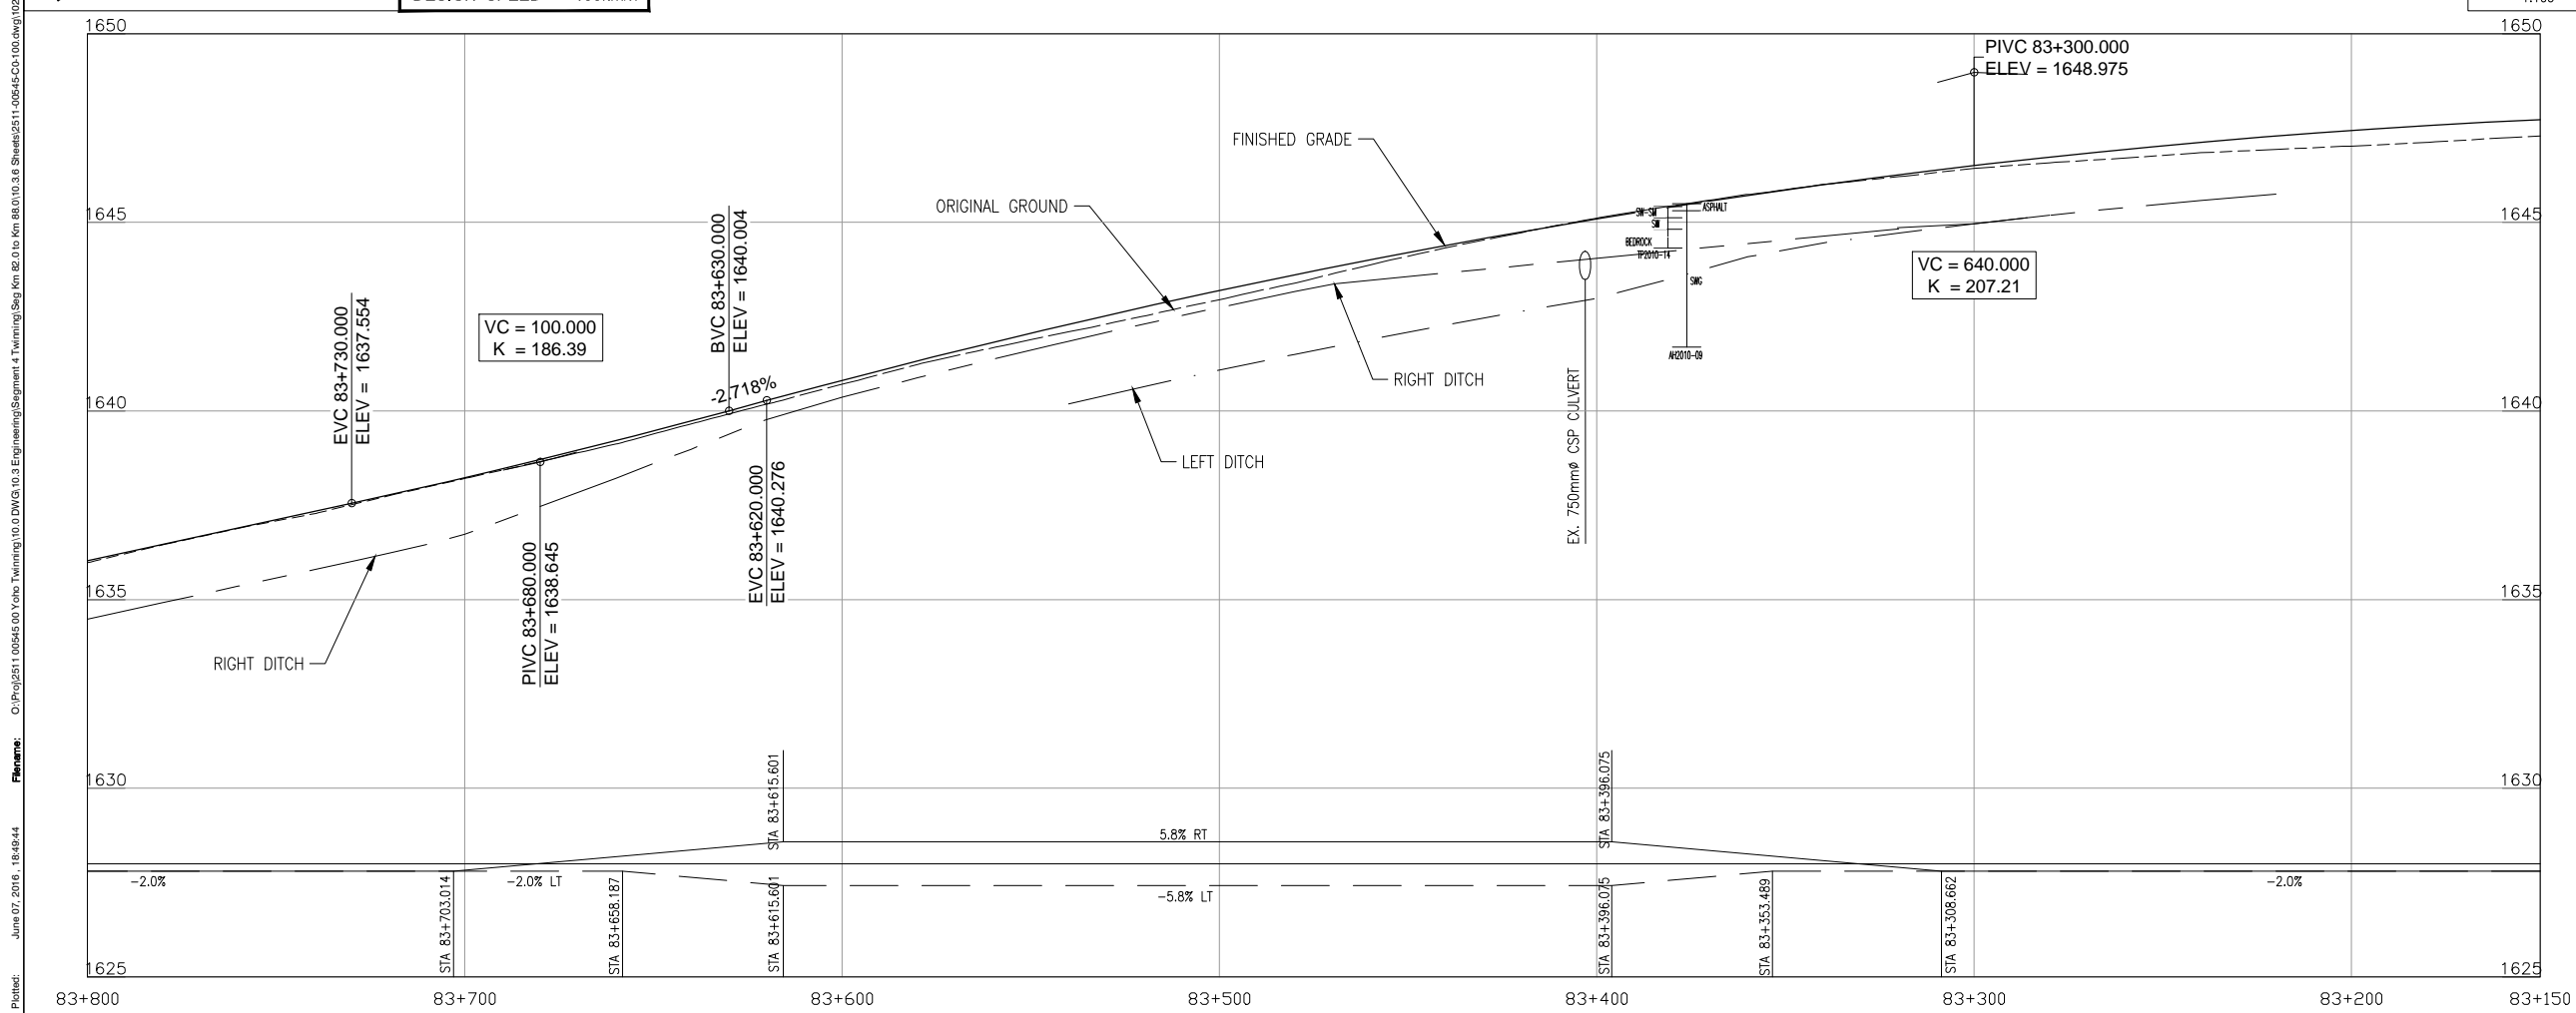 1650
1650
PIVC 83+300.000
ELEV = 1648.975
FINISHED GRADE
ORIGINAL GROUND
1645
1645
SW-SM
SW
BEDROCK
TP2010-14
ASPHALT
SWG
AH2010-09
BVC 83+630.000
ELEV = 1640.004
VC = 640.000
K = 207.21
EVC 83+730.000
ELEV = 1637.554
VC = 100.000
K = 186.39
-2.718%
RIGHT DITCH
1640
1640
LEFT DITCH
EX. 750mmØ CSP CULVERT
EVC 83+620.000
ELEV = 1640.276
PIVC 83+680.000
ELEV = 1638.645
1635
1635
RIGHT DITCH
1630
1630
STA 83+615.601
STA 83+396.075
5.8% RT
-2.0%
-2.0% LT
-5.8% LT
-2.0%
STA 83+703.014
STA 83+658.187
STA 83+615.601
STA 83+396.075
STA 83+353.489
STA 83+308.662
1625
1625
83+800
83+700
83+600
83+500
83+400
83+300
83+200
83+150
Plotted: June 07, 2016, 18:49:44
Filename: